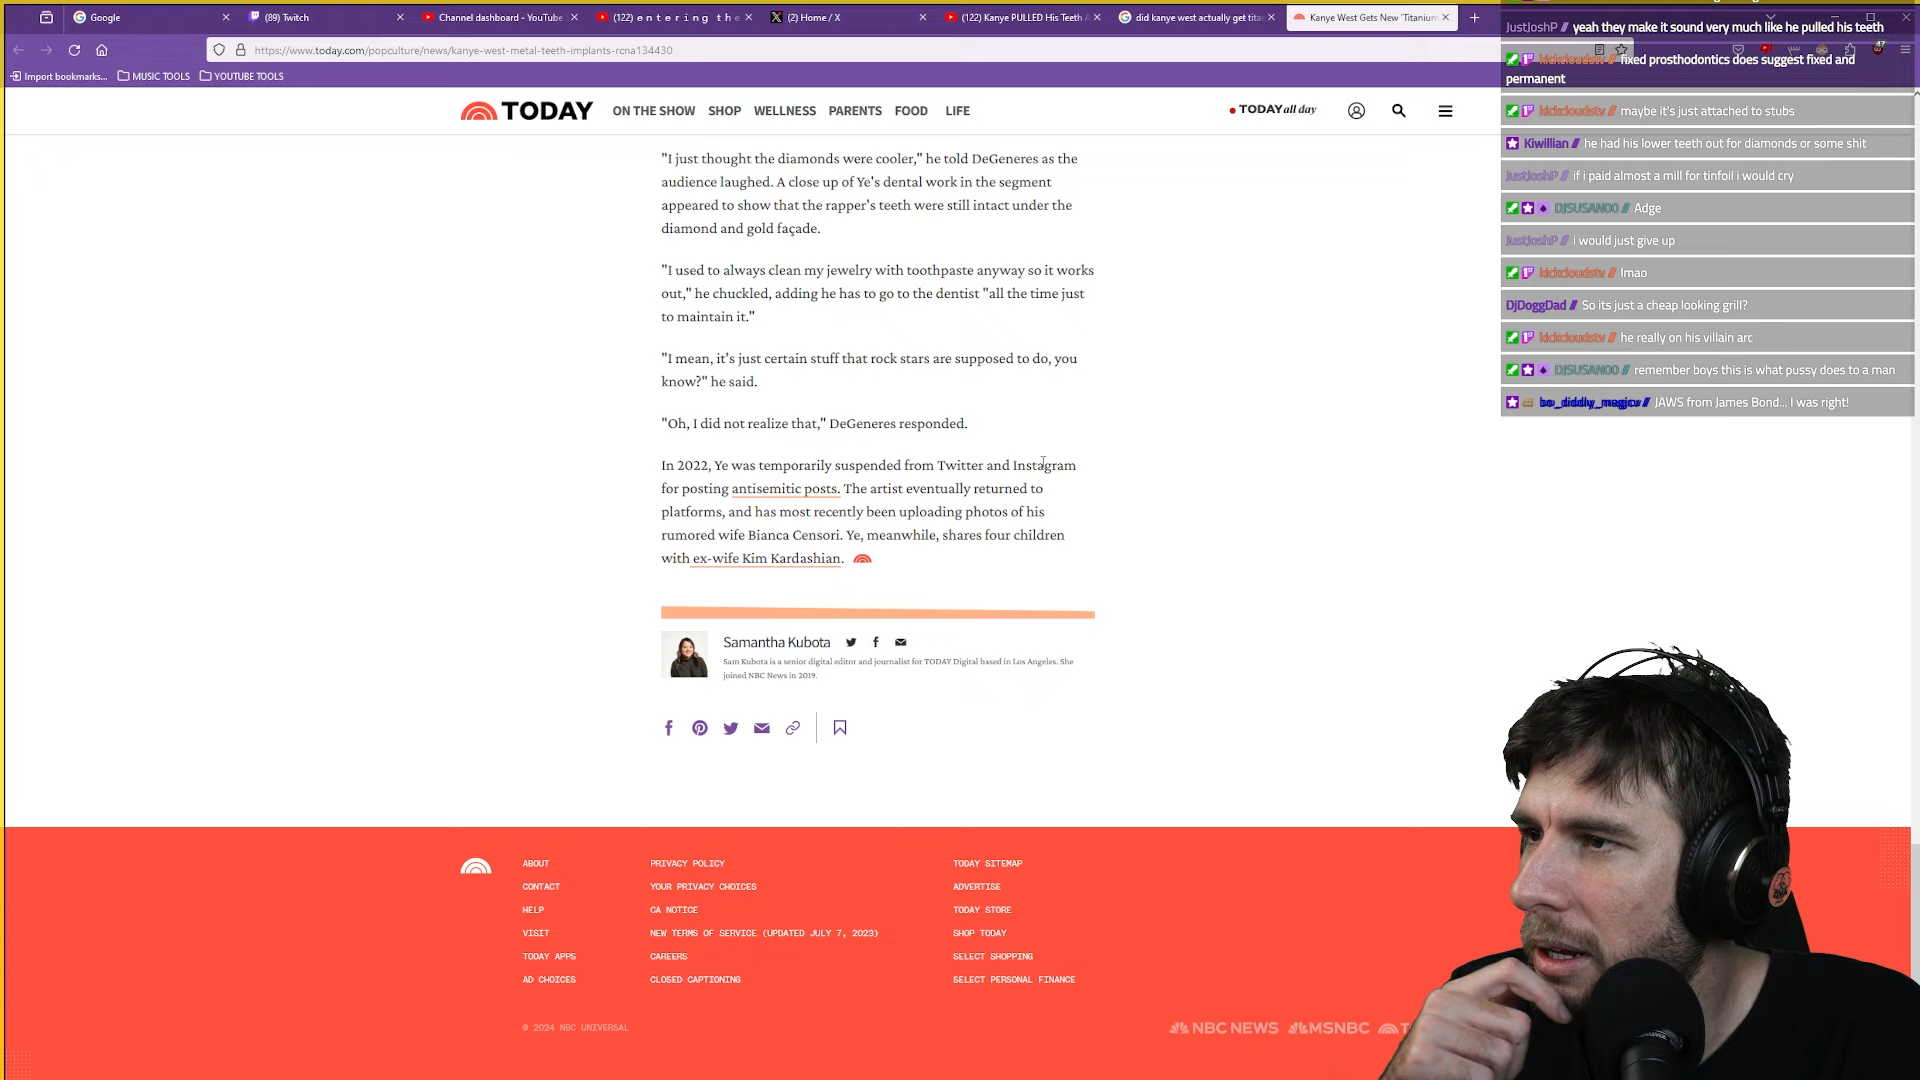 Google
(89) Twitch
Channel dashboard - YouTube
(122) e n t e r i n g t h e
(2) Home / X
(122) Kanye PULLED His Teeth
did kanye west actually get tita
Kanye West Gets New 'Titanium
https://www.today.com/popculture/news/kanye-west-metal-teeth-implants-rcna134430
Import bookmarks...
MUSIC TOOLS
YOUTUBE TOOLS
TODAY
ON THE SHOW
SHOP
WELLNESS
PARENTS
FOOD
LIFE
TODAY all day
"I just thought the diamonds were cooler," he told DeGeneres as the
audience laughed. A close up of Ye's dental work in the segment
appeared to show that the rapper's teeth were still intact under the
diamond and gold façade.
"I used to always clean my jewelry with toothpaste anyway so it works
out," he chuckled, adding he has to go to the dentist "all the time just
to maintain it."
"I mean, it's just certain stuff that rock stars are supposed to do, you
know?" he said.
"Oh, I did not realize that," DeGeneres responded.
In 2022, Ye was temporarily suspended from Twitter and Instagram
for posting antisemitic posts. The artist eventually returned to
platforms, and has most recently been uploading photos of his
rumored wife Bianca Censori. Ye, meanwhile, shares four children
with ex-wife Kim Kardashian.
Samantha Kubota
Sam Kubota is a senior digital editor and journalist for TODAY Digital based in Los Angeles. She
joined NBC News in 2019.
ABOUT
CONTACT
HELP
VISIT
TODAY APPS
AD CHOICES
PRIVACY POLICY
YOUR PRIVACY CHOICES
CA NOTICE
NEW TERMS OF SERVICE (UPDATED JULY 7, 2023)
CAREERS
CLOSED CAPTIONING
TODAY SITEMAP
ADVERTISE
TODAY STORE
SHOP TODAY
SELECT SHOPPING
SELECT PERSONAL FINANCE
© 2024 NBC UNIVERSAL
NBC NEWS
MSNBC
JustJoshP // yeah they make it sound very much like he pulled his teeth
kickcloudstv // fixed prosthodontics does suggest fixed and
permanent
kickcloudstv // maybe it's just attached to stubs
Kiwillian // he had his lower teeth out for diamonds or some shit
JustJoshP // if i paid almost a mill for tinfoil i would cry
DJSUSAN00 // Adge
JustJoshP // i would just give up
kickcloudstv // lmao
DjDoggDad // So its just a cheap looking grill?
kickcloudstv // he really on his villain arc
DJSUSAN00 // remember boys this is what pussy does to a man
bo_diddly_magicv // JAWS from James Bond... I was right!